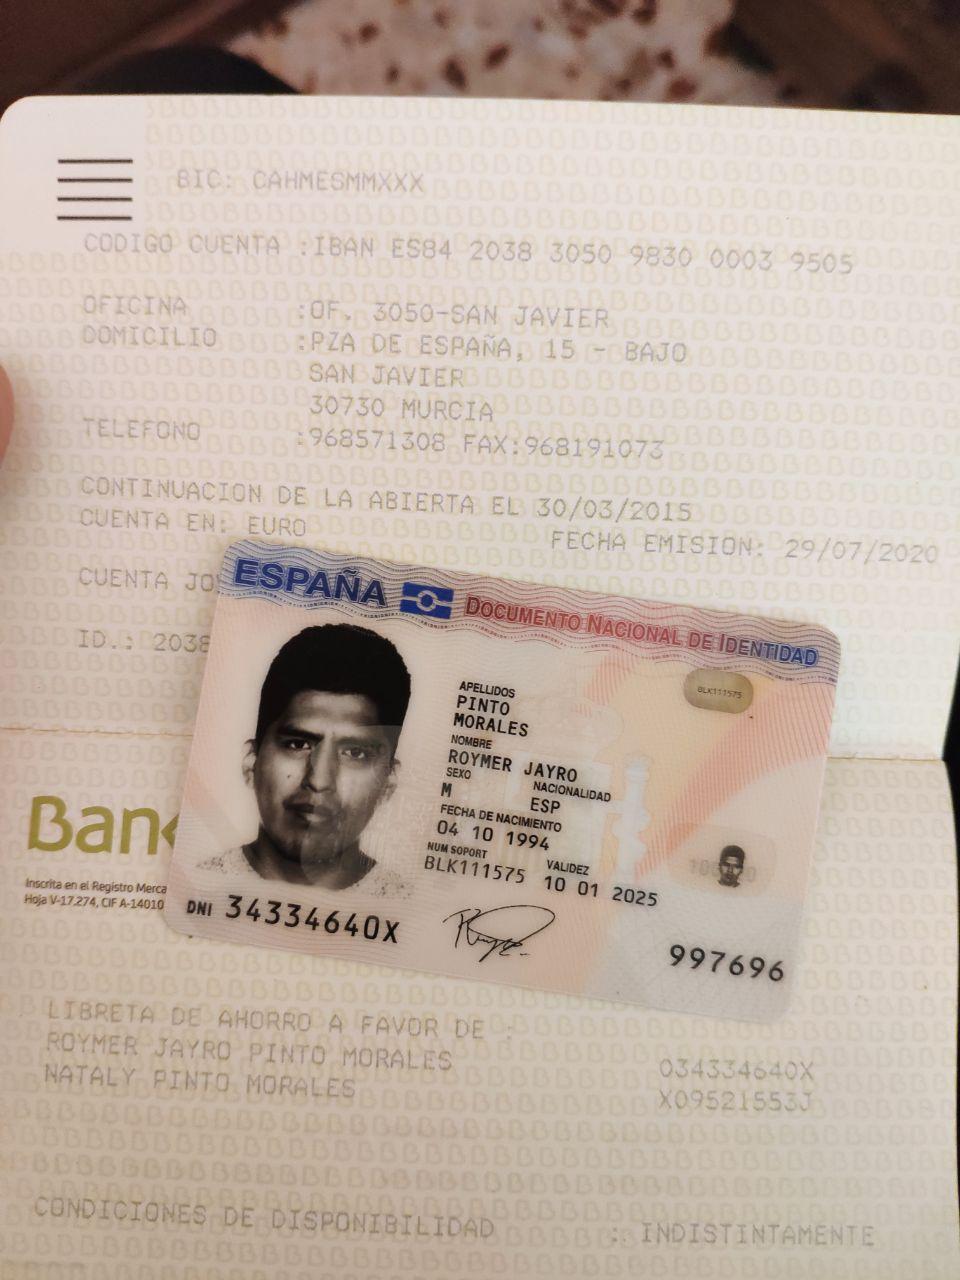 BIC: CAHMESMMXXX
CODIGO CUENTA :IBAN ES84 2038 3050 9830 0003 9505
OFICINA :OF. 3050-SAN JAVIER
DOMICILIO :PZA DE ESPAÑA, 15 - BAJO
SAN JAVIER
30730 MURCIA
TELEFONO :968571308 FAX:968191073
CONTINUACION DE LA ABIERTA EL 30/03/2015
CUENTA EN: EURO FECHA EMISION: 29/07/2020
CUENTA JO
ID.: 2038
ESPAÑA DOCUMENTO NACIONAL DE IDENTIDAD
BLK111575
APELLIDOS
PINTO
MORALES
NOMBRE
ROYMER JAYRO
SEXO NACIONALIDAD
M ESP
FECHA DE NACIMIENTO
04 10 1994
NUM SOPORT VALIDEZ
BLK111575 10 01 2025
DNI 34334640X
997696
Ban
Inscrita en el Registro Merca
Hoja V-17.274, CIF A-14010
LIBRETA DE AHORRO A FAVOR DE :
ROYMER JAYRO PINTO MORALES 034334640X
NATALY PINTO MORALES X09521553J
CONDICIONES DE DISPONIBILIDAD : INDISTINTAMENTE